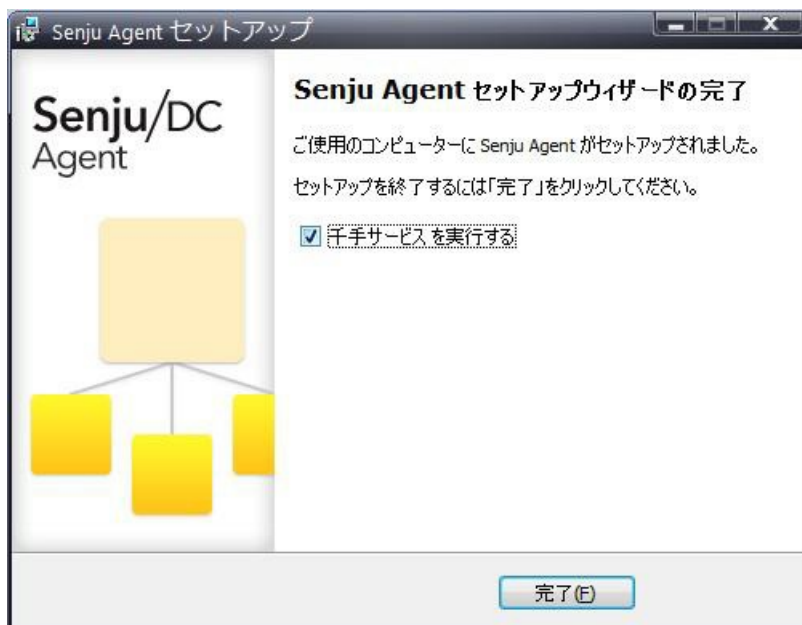 Senju Agent セットアップ
Senju/DC
Agent
Senju Agent セットアップウィザードの完了
ご使用のコンピューターに Senju Agent がセットアップされました。
セットアップを終了するには「完了」をクリックしてください。
千手サービスを実行する
完了(F)